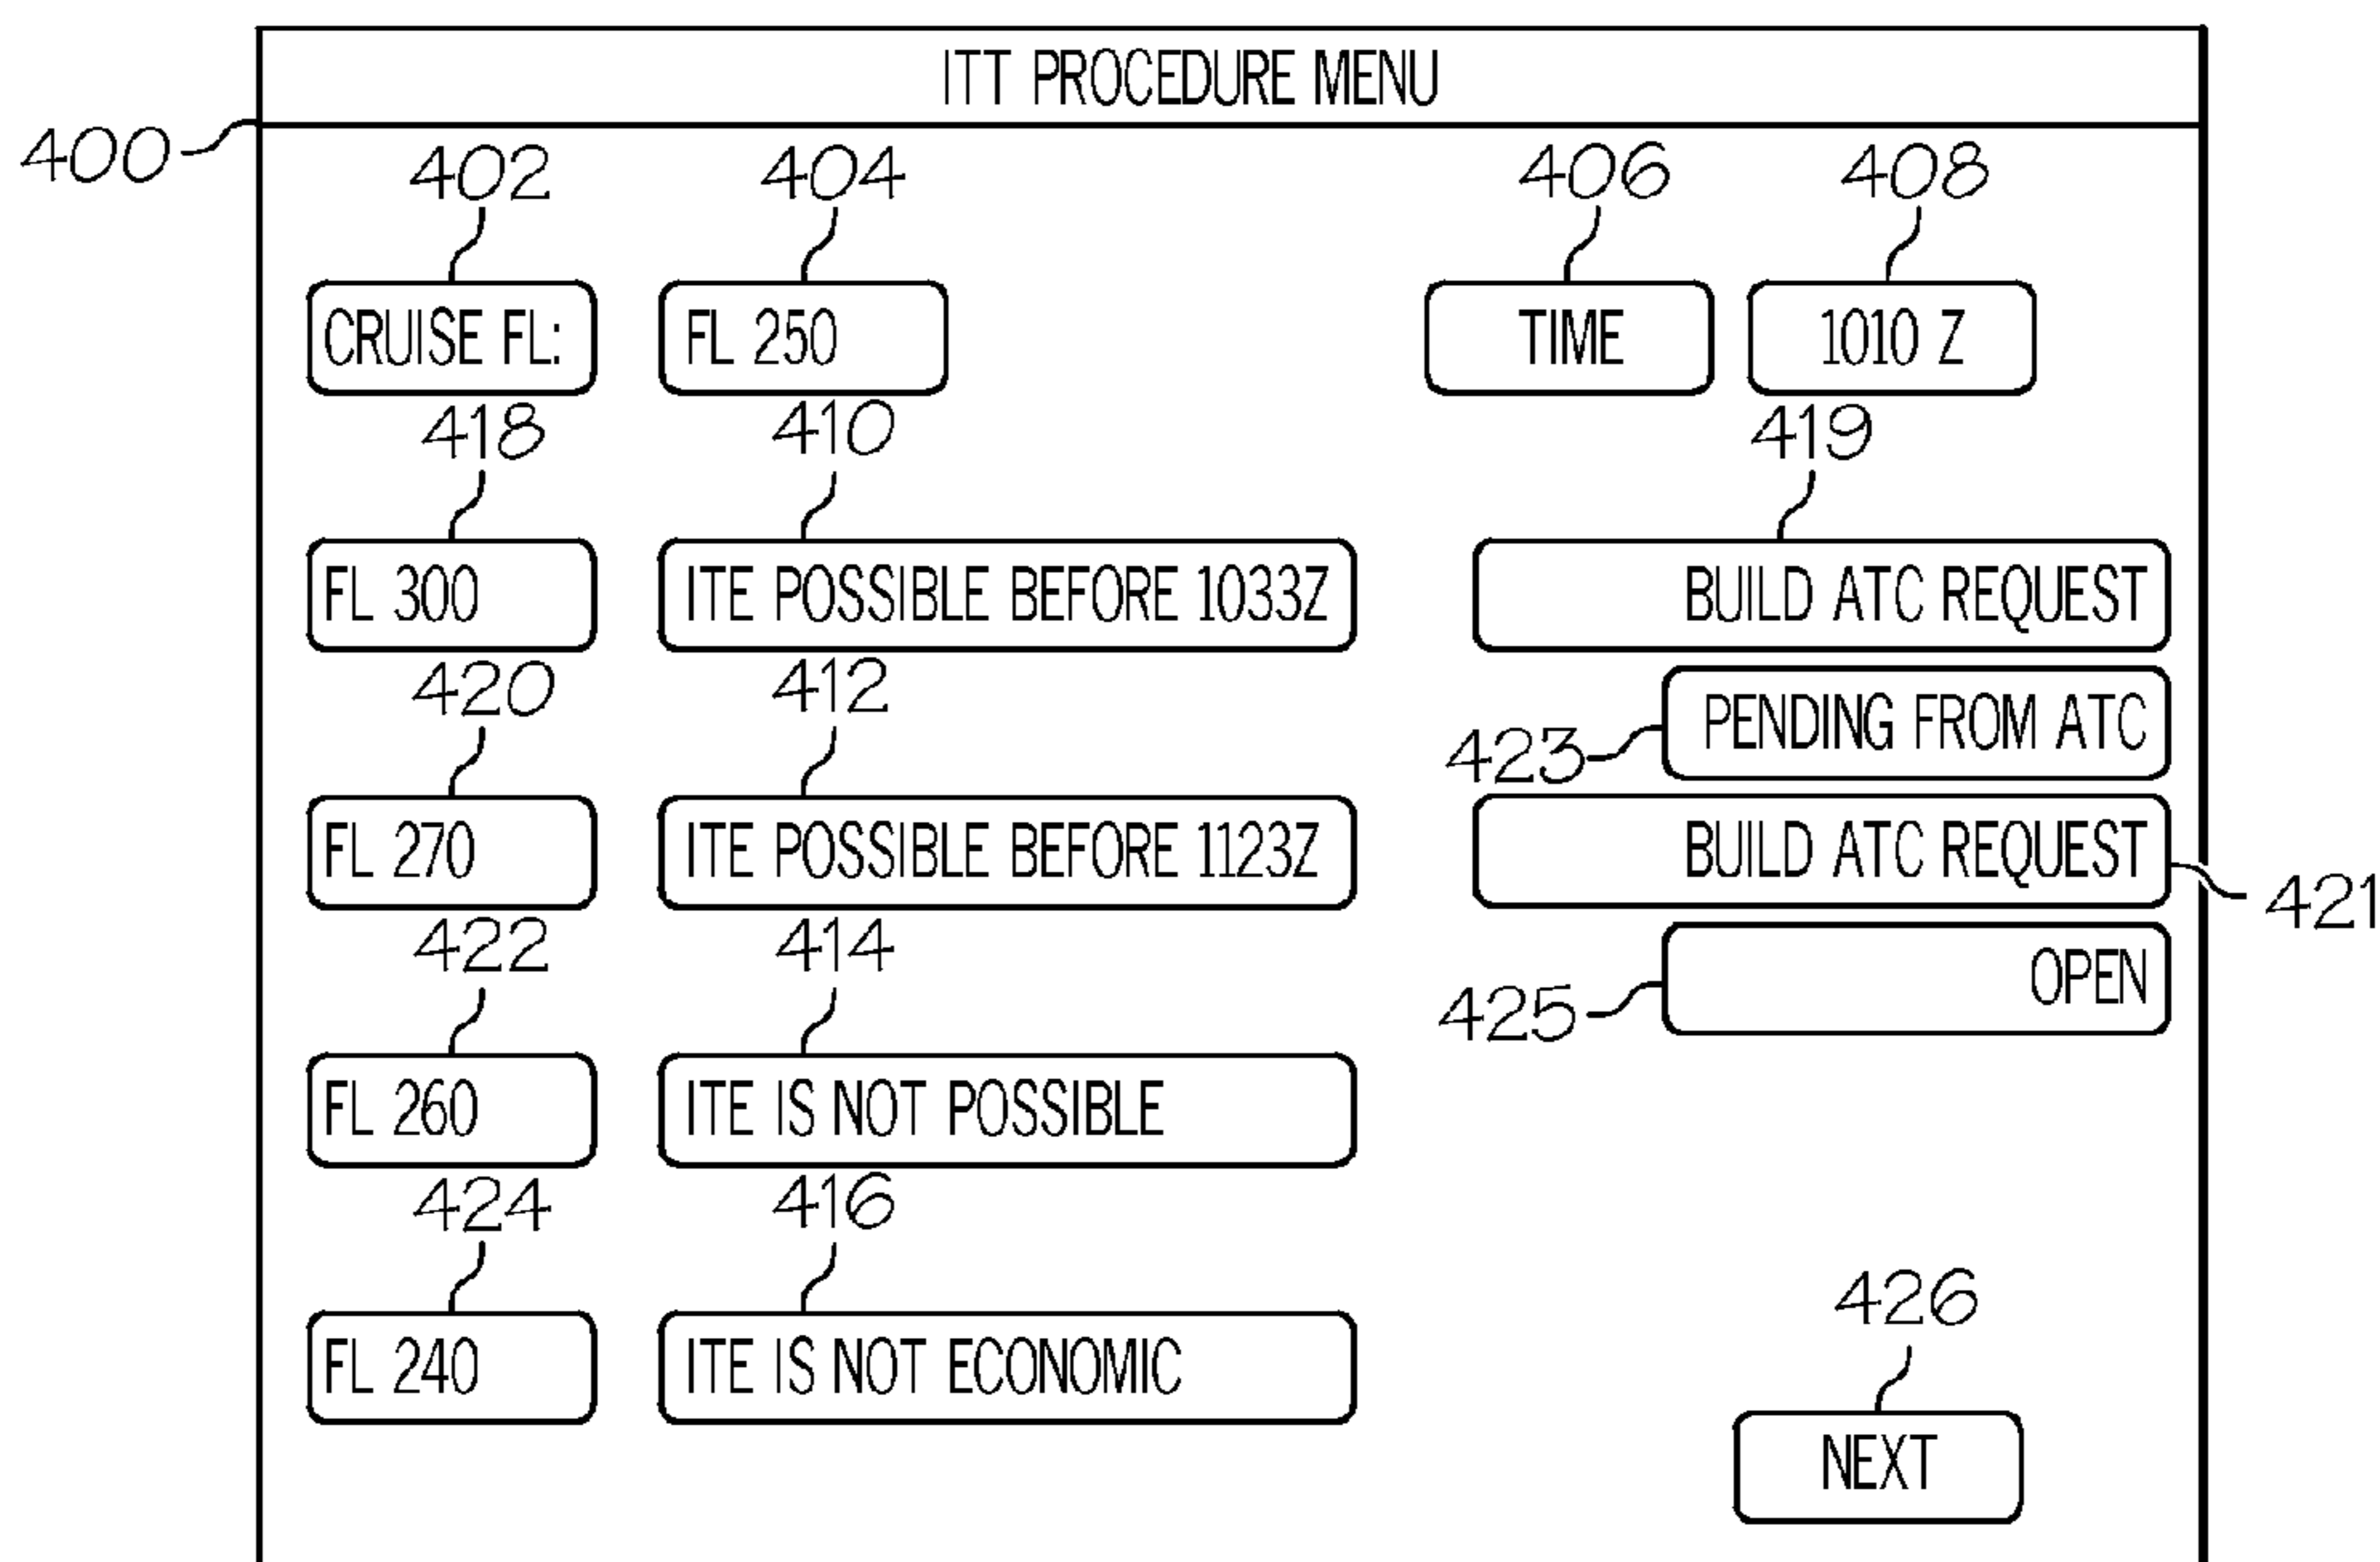 ITT PROCEDURE MENU
400
402 404 406 408
CRUISE FL: FL 250 TIME 1010 Z
418 410 419
FL 300 ITE POSSIBLE BEFORE 1033Z BUILD ATC REQUEST
420 412
423 PENDING FROM ATC
FL 270 ITE POSSIBLE BEFORE 1123Z BUILD ATC REQUEST
421
422 414
425 OPEN
FL 260 ITE IS NOT POSSIBLE
424 416
426
FL 240 ITE IS NOT ECONOMIC
NEXT